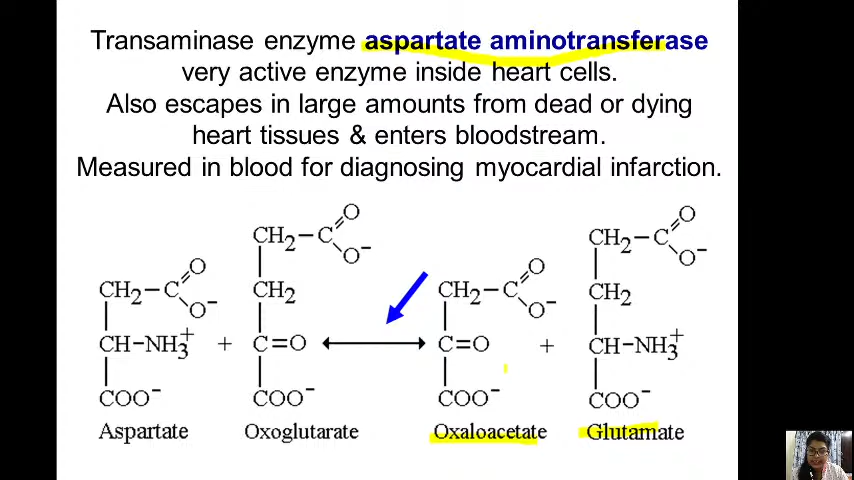 Transaminase enzyme aspartate aminotransferase
very active enzyme inside heart cells.
Also escapes in large amounts from dead or dying
heart tissues & enters bloodstream.
Measured in blood for diagnosing myocardial infarction.
CH₂–C=O O⁻ CH–NH₃⁺ COO⁻
Aspartate
+
CH₂–C=O O⁻ CH₂ C=O COO⁻
Oxoglutarate
CH₂–C=O O⁻ C=O COO⁻
Oxaloacetate
+
CH₂–C=O O⁻ CH₂ CH–NH₃⁺ COO⁻
Glutamate